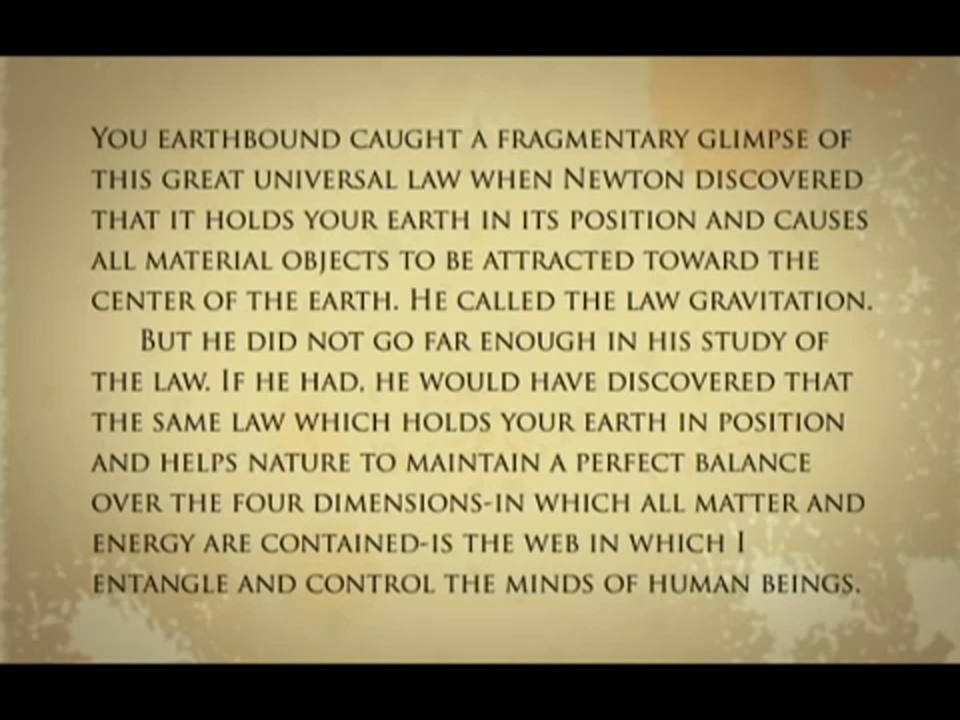 You earthbound caught a fragmentary glimpse of
this great universal law when Newton discovered
that it holds your earth in its position and causes
all material objects to be attracted toward the
center of the earth. He called the law gravitation.
But he did not go far enough in his study of
the law. If he had, he would have discovered that
the same law which holds your earth in position
and helps nature to maintain a perfect balance
over the four dimensions-in which all matter and
energy are contained-is the web in which I
entangle and control the minds of human beings.